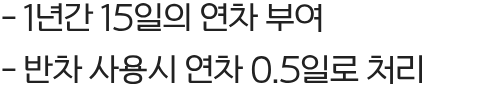 - 1년간 15일의 연차 부여
- 반차 사용시 연차 0.5일로 처리